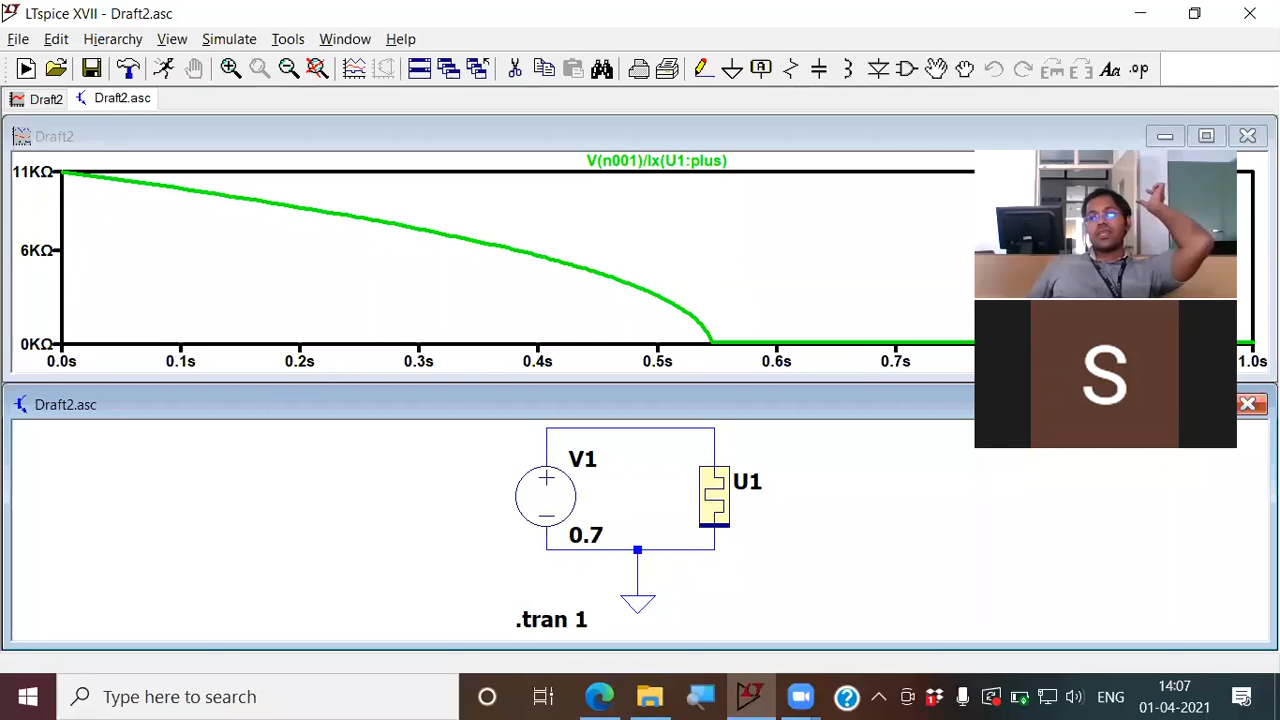 LTspice XVII - Draft2.asc
File Edit Hierarchy View Simulate Tools Window Help
Draft2 Draft2.asc
Draft2
V(n001)/Ix(U1:plus)
11KΩ
6KΩ
0KΩ
0.0s 0.1s 0.2s 0.3s 0.4s 0.5s 0.6s 0.7s 1.0s
S
Draft2.asc
V1
U1
0.7
.tran 1
Type here to search
ENG
14:07
01-04-2021